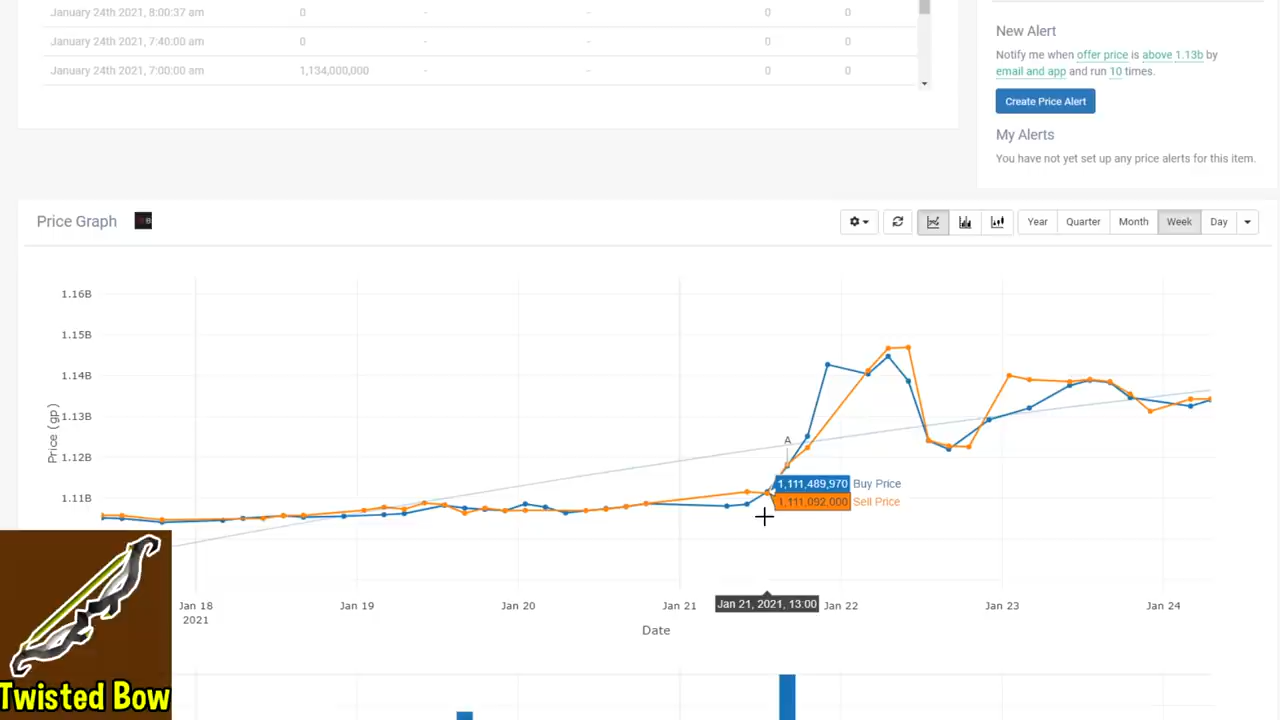 January 24th 2021, 8:00:37 am 0 - - 0 0
January 24th 2021, 7:40:00 am 0 - - 0 0
January 24th 2021, 7:00:00 am 1,134,000,000 - - 0 0
New Alert
Notify me when offer price is above 1.13b by
email and app and run 10 times.
Create Price Alert
My Alerts
You have not yet set up any price alerts for this item.
Price Graph
Year Quarter Month Week Day
1.16B
1.15B
1.14B
1.13B
1.12B
1.11B
Price (gp)
A
1,111,489,970 Buy Price
1,111,092,000 Sell Price
Jan 21, 2021, 13:00
Jan 18 Jan 19 Jan 20 Jan 21 Jan 22 Jan 23 Jan 24
2021
Date
Twisted Bow